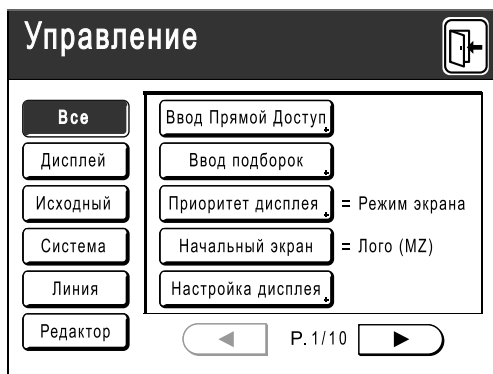 Управление
Все
Ввод Прямой Доступ
Дисплей
Ввод подборок
Исходный
Приоритет дисплея = Режим экрана
Система
Начальный экран = Лого (MZ)
Линия
Настройка дисплея
Редактор
P. 1/10